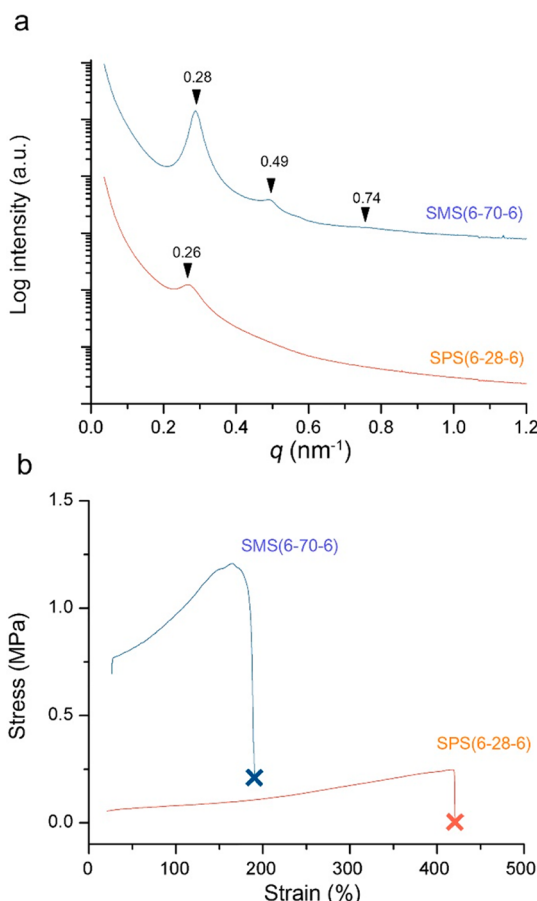 a
Log intensity (a.u.)
0.28
0.49
0.74
SMS(6-70-6)
0.26
SPS(6-28-6)
0.0 0.2 0.4 0.6 0.8 1.0 1.2
q (nm⁻¹)
b
Stress (MPa)
1.5
1.0
0.5
0.0
SMS(6-70-6)
SPS(6-28-6)
0 100 200 300 400 500
Strain (%)